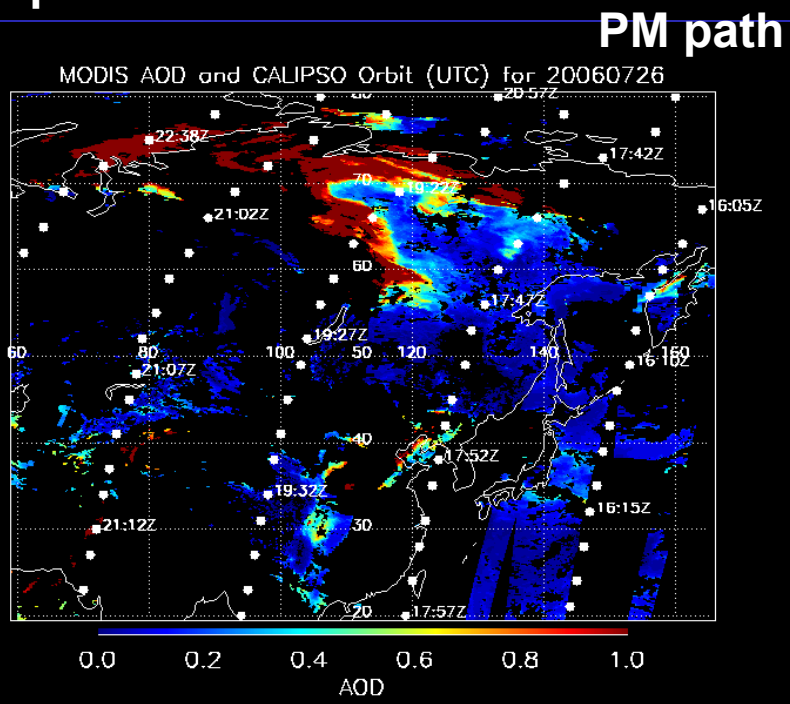 PM path
MODIS AOD and CALIPSO Orbit (UTC) for 20060726
20:57Z
22:38Z
17:42Z
70
19:22Z
16:05Z
21:02Z
60
17:47Z
19:27Z
60
80
100
50
120
140
160
16:10Z
21:07Z
40
17:52Z
19:32Z
16:15Z
21:12Z
30
20
17:57Z
0.0
0.2
0.4
0.6
0.8
1.0
AOD